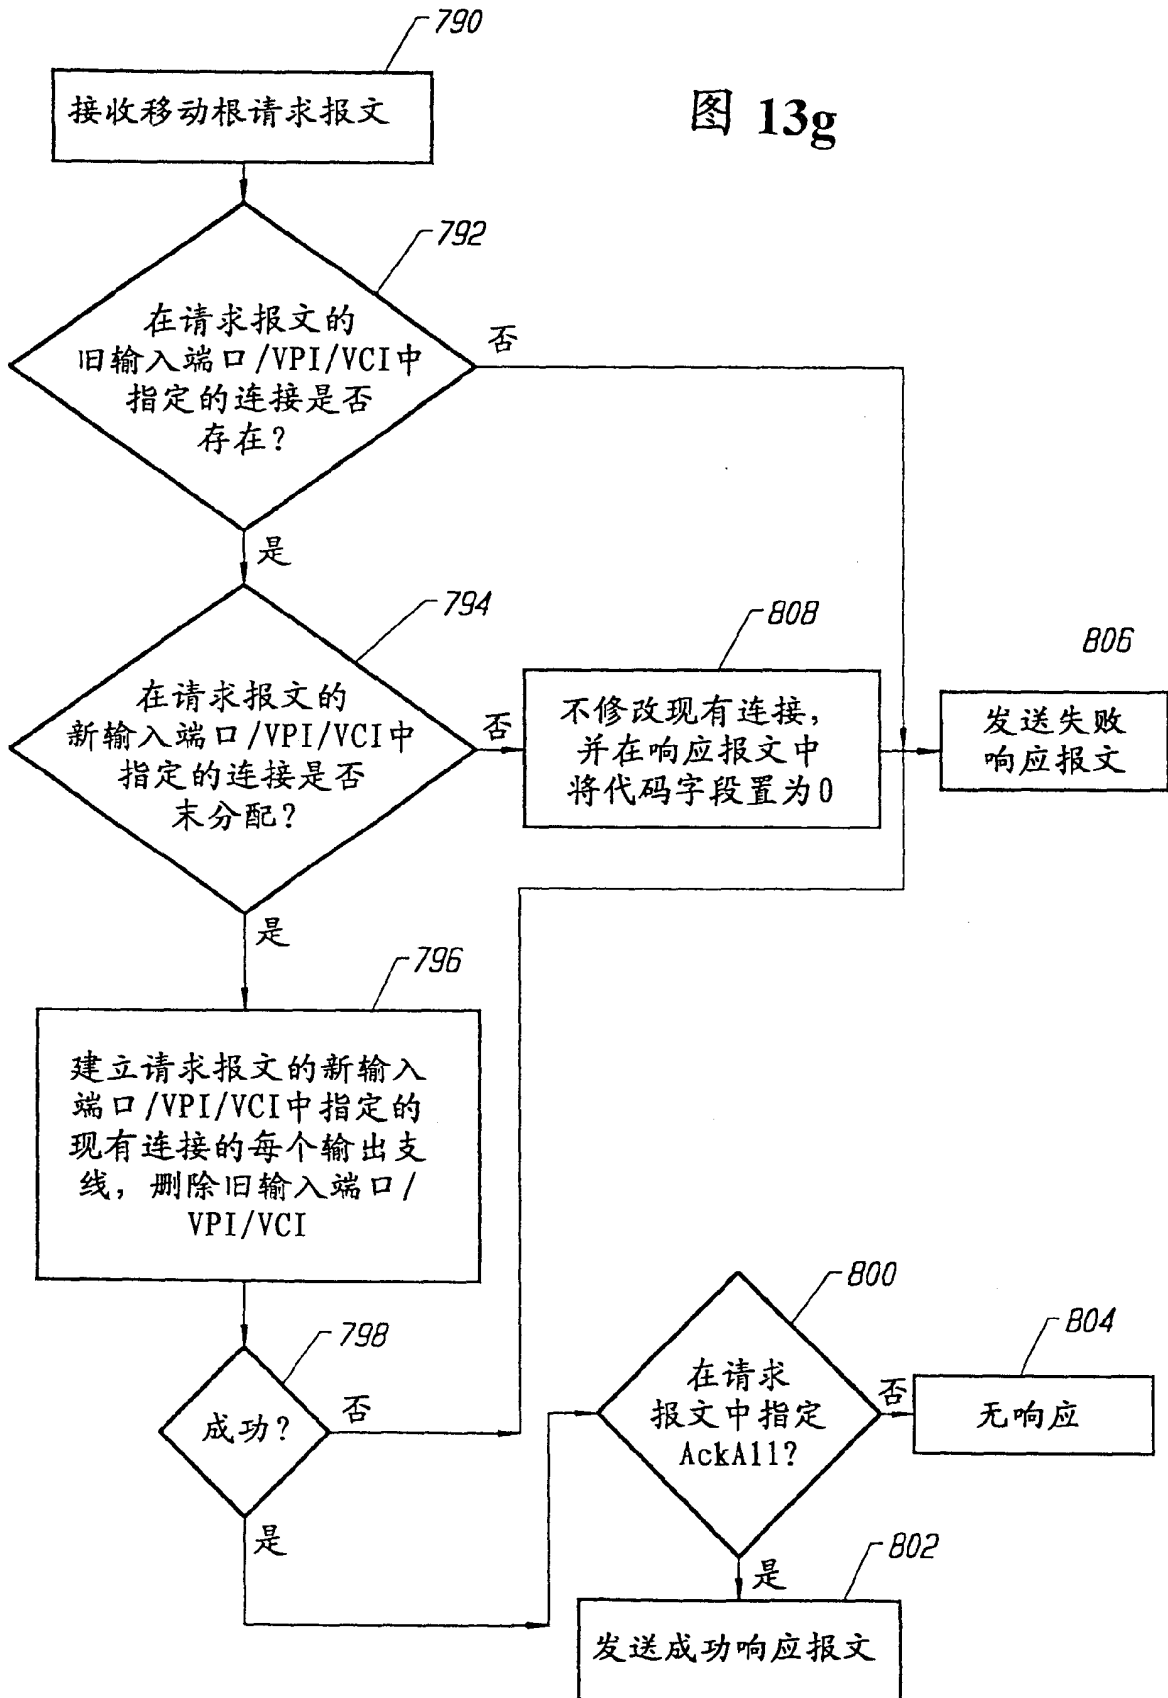 790
接收移动根请求报文
图 13g
792
在请求报文的
旧输入端口/VPI/VCI中
指定的连接是否
存在?
否
是
794
在请求报文的
新输入端口/VPI/VCI中
指定的连接是否
末分配?
否
是
808
不修改现有连接,
并在响应报文中
将代码字段置为0
806
发送失败
响应报文
796
建立请求报文的新输入
端口/VPI/VCI中指定的
现有连接的每个输出支
线, 删除旧输入端口/
VPI/VCI
798
成功?
否
是
800
在请求
报文中指定
AckAll?
否
是
804
无响应
802
发送成功响应报文